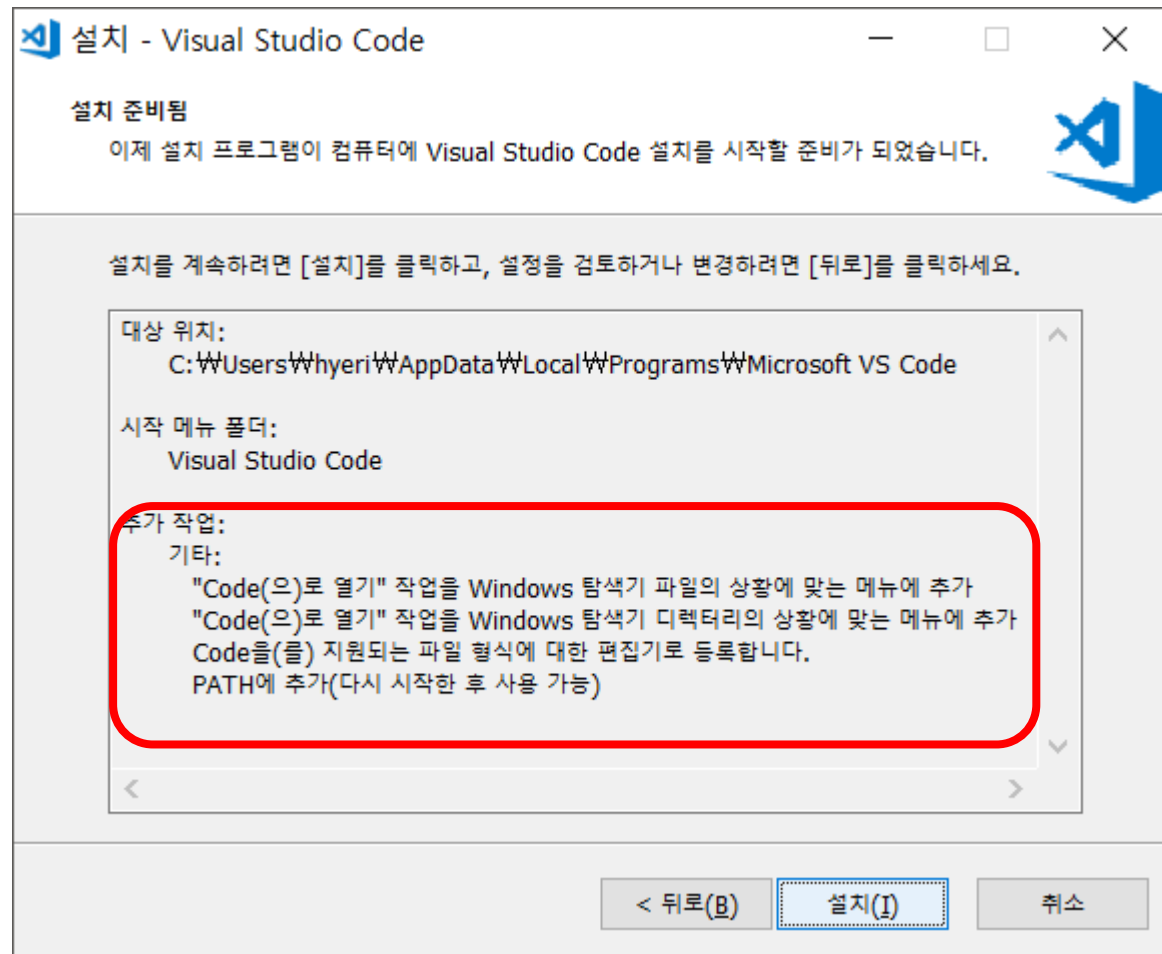 설치 - Visual Studio Code
설치 준비됨
이제 설치 프로그램이 컴퓨터에 Visual Studio Code 설치를 시작할 준비가 되었습니다.
설치를 계속하려면 [설치]를 클릭하고, 설정을 검토하거나 변경하려면 [뒤로]를 클릭하세요.
대상 위치:
C:₩Users₩hyeri₩AppData₩Local₩Programs₩Microsoft VS Code
시작 메뉴 폴더:
Visual Studio Code
추가 작업:
기타:
"Code(으)로 열기" 작업을 Windows 탐색기 파일의 상황에 맞는 메뉴에 추가
"Code(으)로 열기" 작업을 Windows 탐색기 디렉터리의 상황에 맞는 메뉴에 추가
Code을(를) 지원되는 파일 형식에 대한 편집기로 등록합니다.
PATH에 추가(다시 시작한 후 사용 가능)
< 뒤로(B) 설치(I) 취소